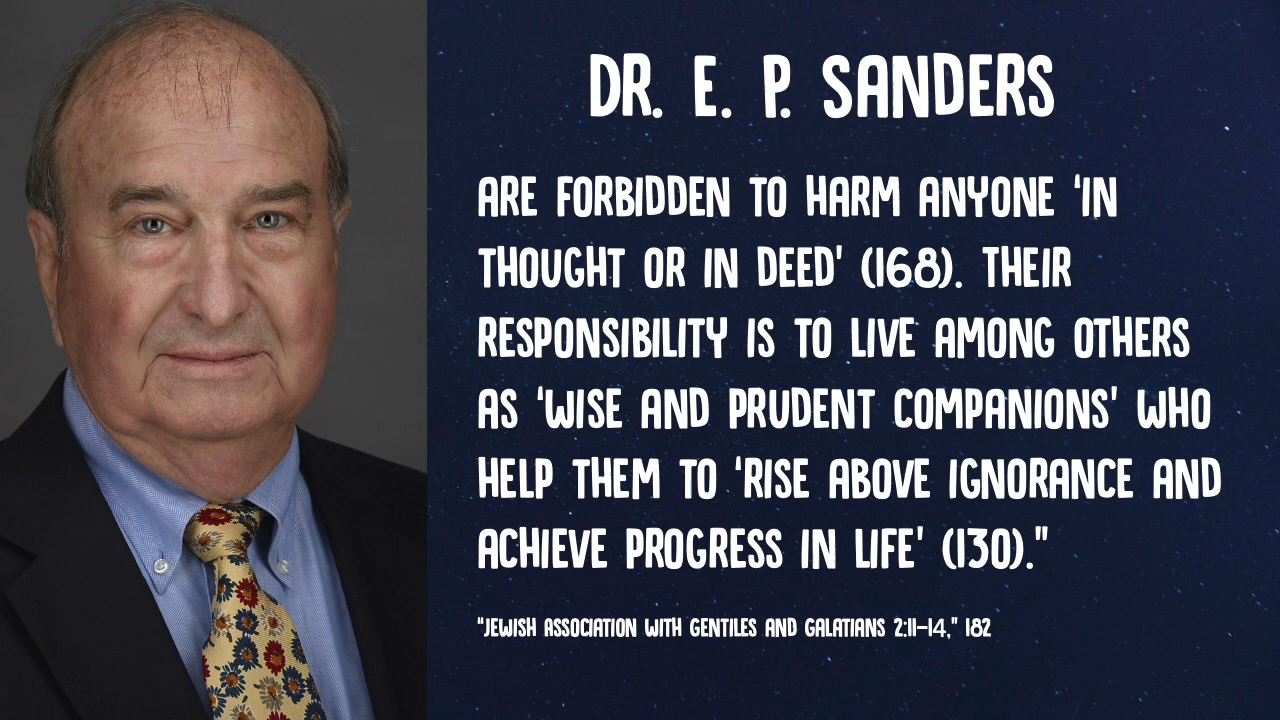 DR. E. P. SANDERS
ARE FORBIDDEN TO HARM ANYONE ‘IN
THOUGHT OR IN DEED’ (168). THEIR
RESPONSIBILITY IS TO LIVE AMONG OTHERS
AS ‘WISE AND PRUDENT COMPANIONS’ WHO
HELP THEM TO ‘RISE ABOVE IGNORANCE AND
ACHIEVE PROGRESS IN LIFE’ (130)."
“JEWISH ASSOCIATION WITH GENTILES AND GALATIANS 2:11–14,” 182